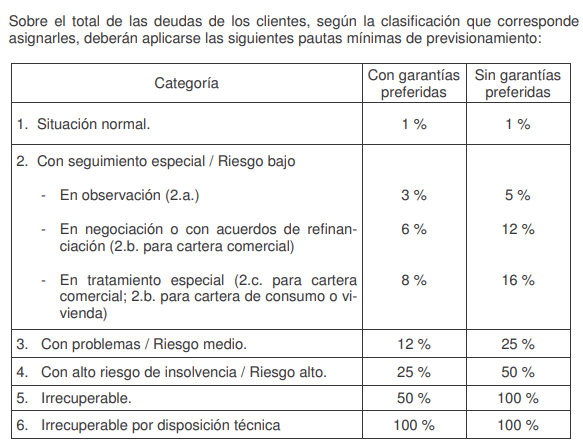 Sobre el total de las deudas de los clientes, según la clasificación que corresponde
asignarles, deberán aplicarse las siguientes pautas mínimas de previsionamiento:
Categoría
Con garantías
preferidas
Sin garantías
preferidas
1. Situación normal. 1 % 1 %
2. Con seguimiento especial / Riesgo bajo
- En observación (2.a.) 3 % 5 %
- En negociación o con acuerdos de refinan- 6 % 12 %
ciación (2.b. para cartera comercial)
- En tratamiento especial (2.c. para cartera 8 % 16 %
comercial; 2.b. para cartera de consumo o vi-
vienda)
3. Con problemas / Riesgo medio. 12 % 25 %
4. Con alto riesgo de insolvencia / Riesgo alto. 25 % 50 %
5. Irrecuperable. 50 % 100 %
6. Irrecuperable por disposición técnica 100 % 100 %